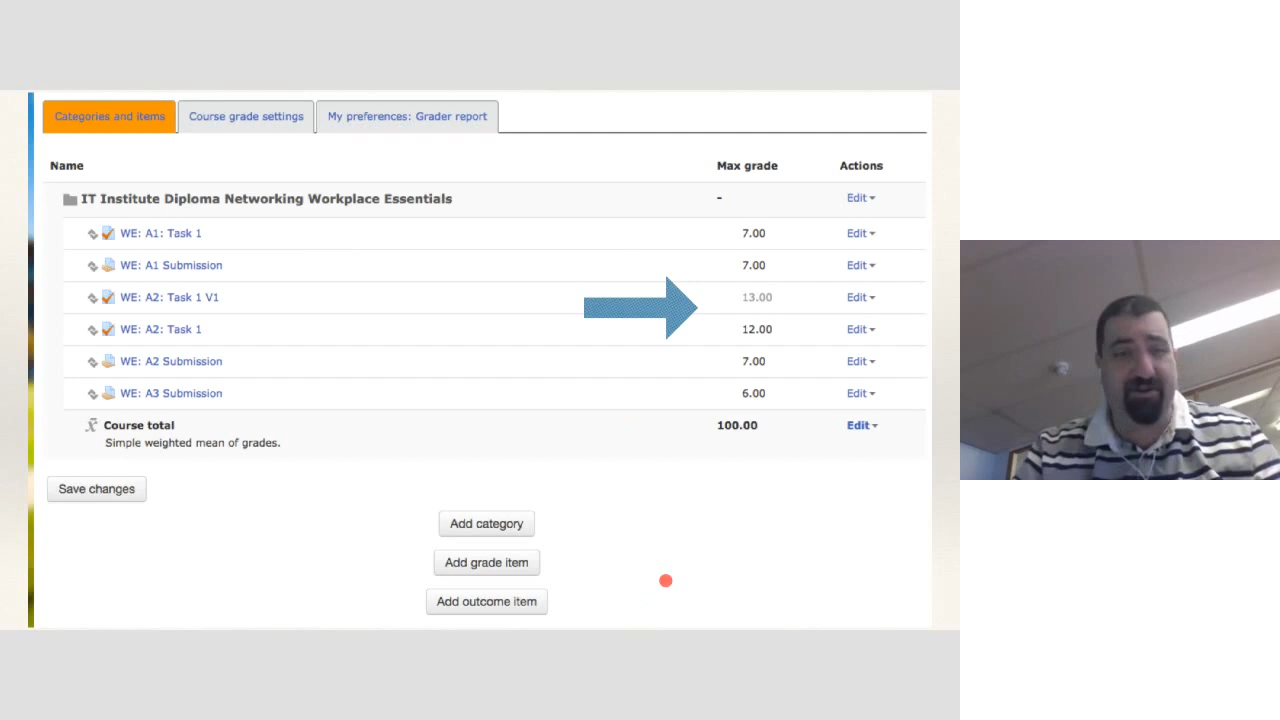 Categories and items Course grade settings My preferences: Grader report
Name Max grade Actions
IT Institute Diploma Networking Workplace Essentials - Edit
WE: A1: Task 1 7.00 Edit
WE: A1 Submission 7.00 Edit
WE: A2: Task 1 V1 13.00 Edit
WE: A2: Task 1 12.00 Edit
WE: A2 Submission 7.00 Edit
WE: A3 Submission 6.00 Edit
Course total 100.00 Edit
Simple weighted mean of grades.
Save changes
Add category
Add grade item
Add outcome item